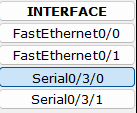 INTERFACE
FastEthernet0/0
FastEthernet0/1
Serial0/3/0
Serial0/3/1